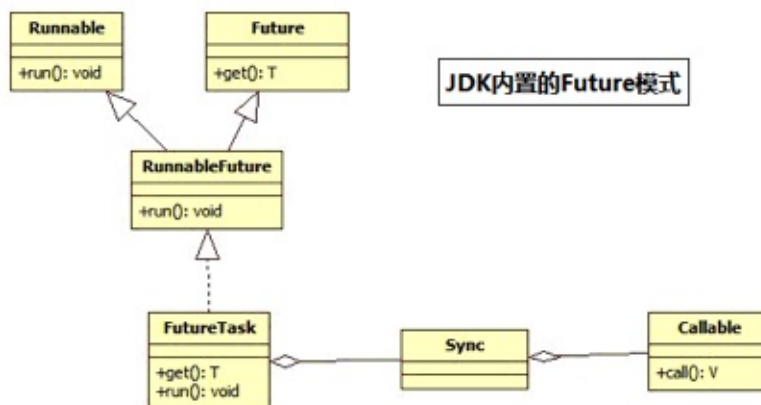 Runnable
+run(): void
Future
+get(): T
JDK内置的Future模式
RunnableFuture
+run(): void
FutureTask
+get(): T
+run(): void
Sync
Callable
+call(): V